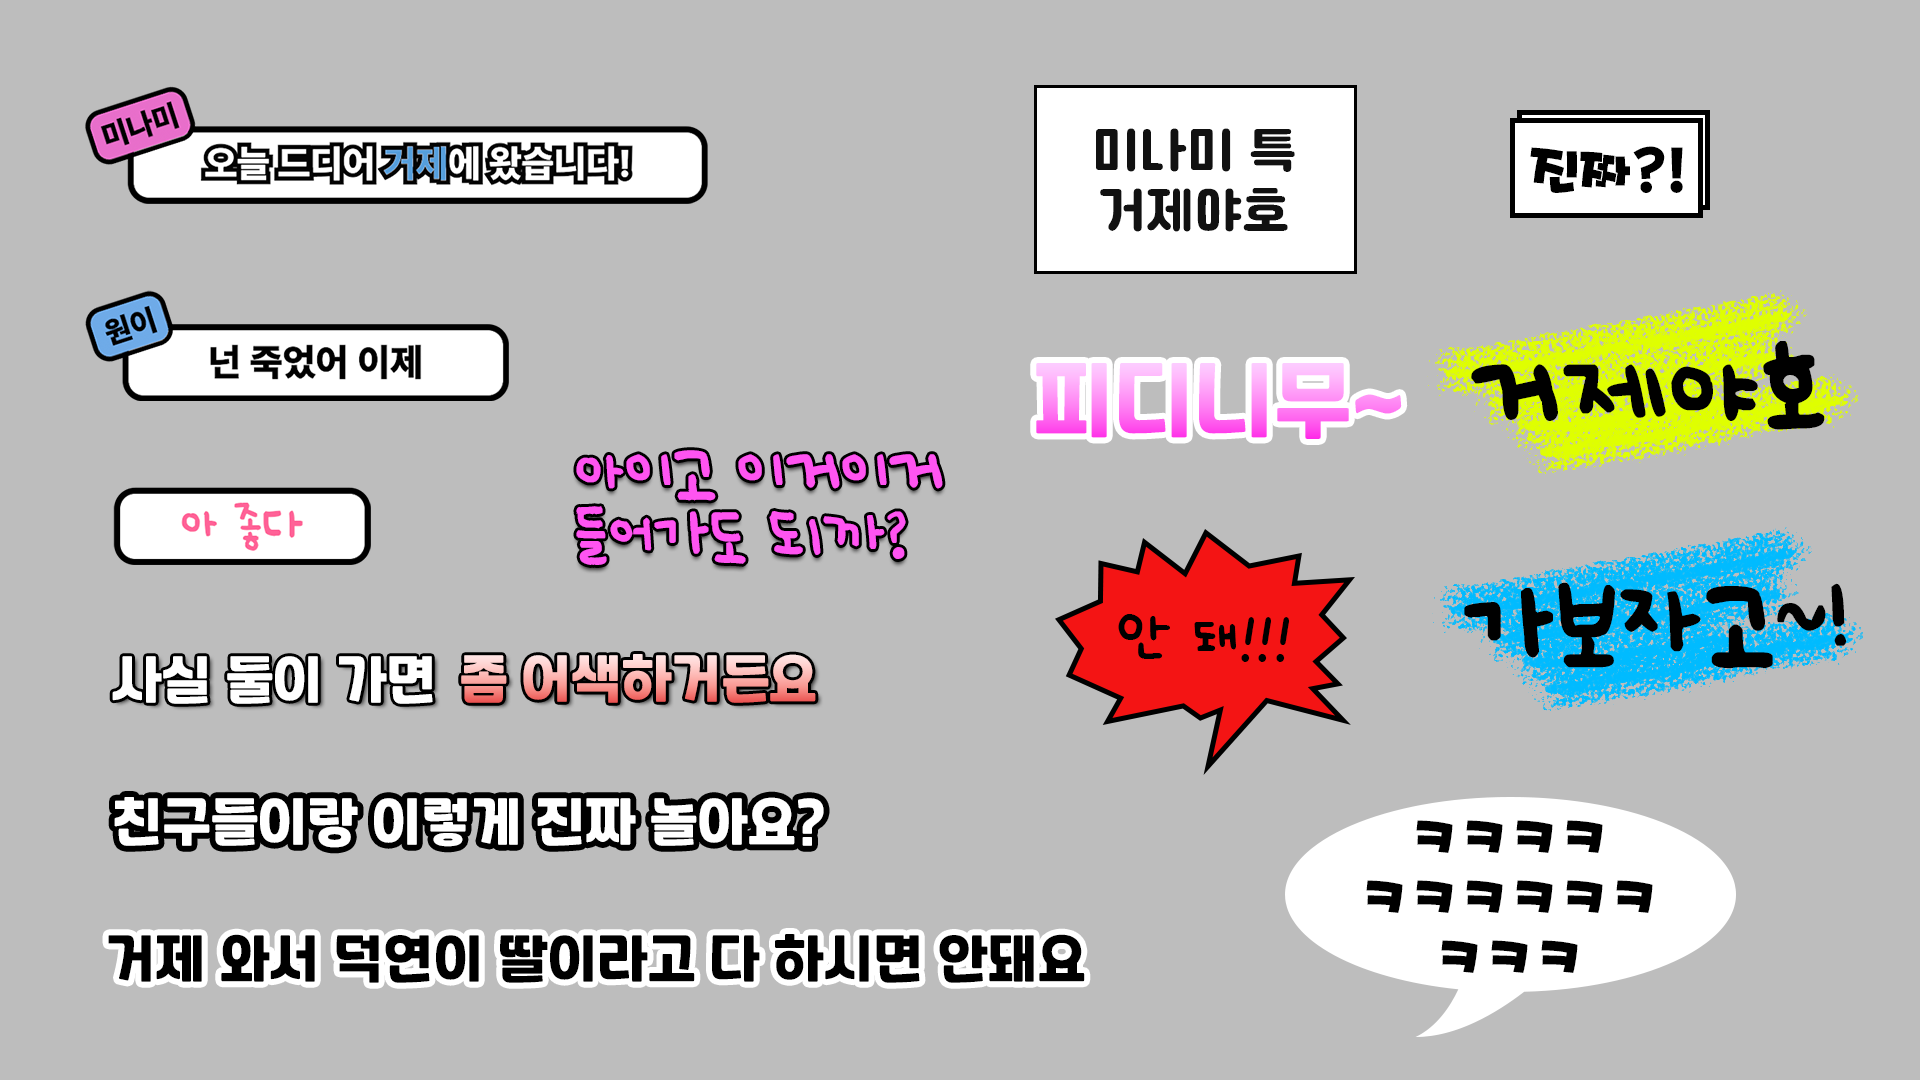 미나미
오늘 드디어 거제에 왔습니다!
원이
넌 죽었어 이제
아 좋다
아이고 이거이거
들어가도 되까?
사실 둘이 가면 좀 어색하거든요
친구들이랑 이렇게 진짜 놀아요?
거제 와서 덕연이 딸이라고 다 하시면 안돼요
미나미 특
거제야호
진짜?!
피디니무~
거제야호
안 돼!!!
가보자고~!
ㅋㅋㅋㅋ
ㅋㅋㅋㅋㅋㅋ
ㅋㅋㅋ